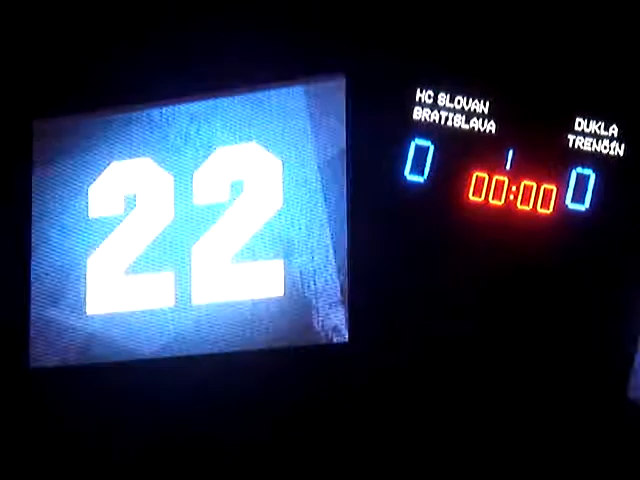 22
HC SLOVAN
BRATISLAVA
DUKLA
TRENČÍN
0
1
0
00:00